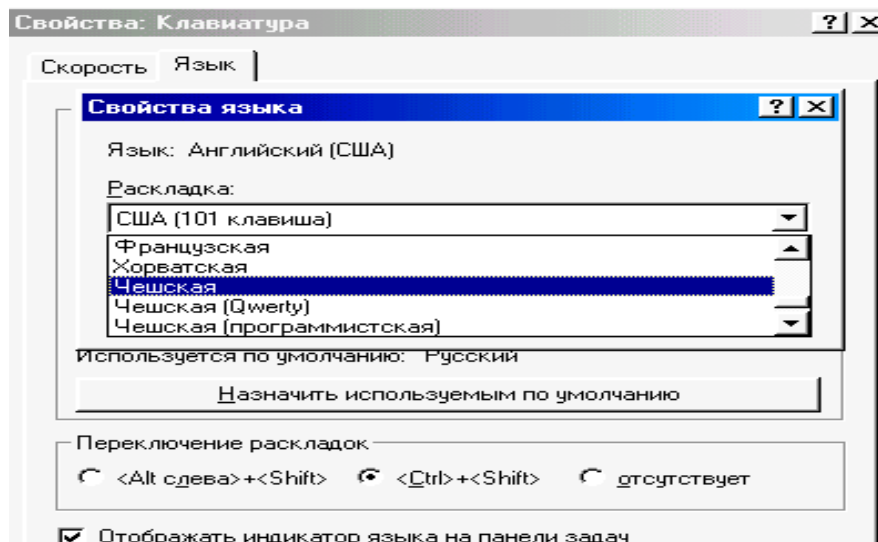 Свойства: Клавиатура
Скорость Язык
Свойства языка
Язык: Английский (США)
Раскладка:
США (101 клавиша)
Французская
Хорватская
Чешская
Чешская (Qwerty)
Чешская (программистская)
Используется по умолчанию: Русский
Назначить используемым по умолчанию
Переключение раскладок
<Alt слева>+<Shift> <Ctrl>+<Shift> отсутствует
Отображать индикатор языка на панели задач